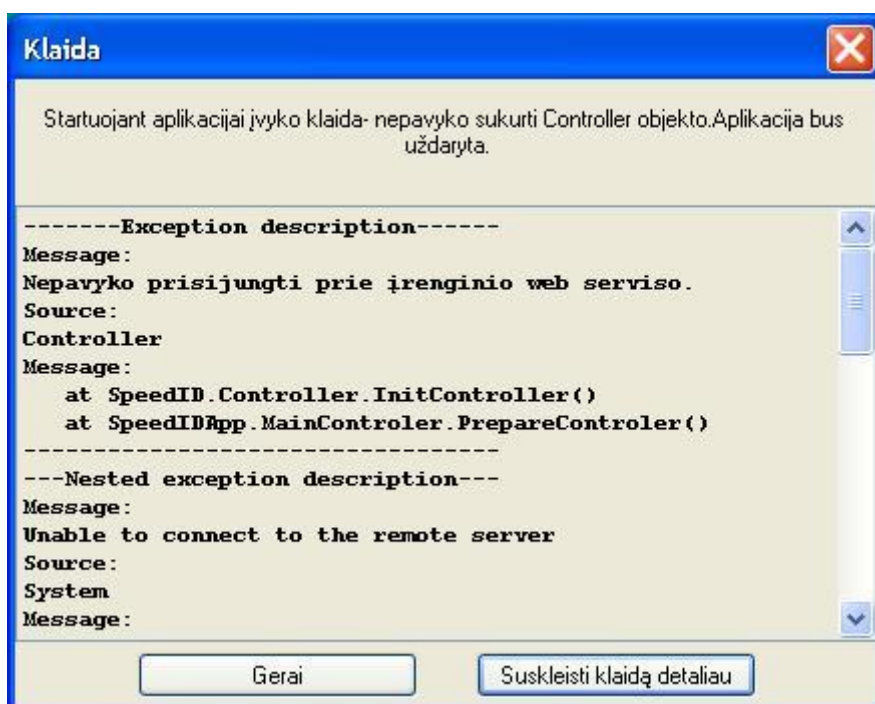 Klaida
Startuojant aplikacijai įvyko klaida- nepavyko sukurti Controller objekto.Aplikacija bus
uždaryta.
-------Exception description------
Message:
Nepavyko prisijungti prie įrenginio web serviso.
Source:
Controller
Message:
   at SpeedID.Controller.InitController()
   at SpeedIDApp.MainControler.PrepareControler()
-----------------------------------
---Nested exception description---
Message:
Unable to connect to the remote server
Source:
System
Message:
Gerai
Suskleisti klaidą detaliau